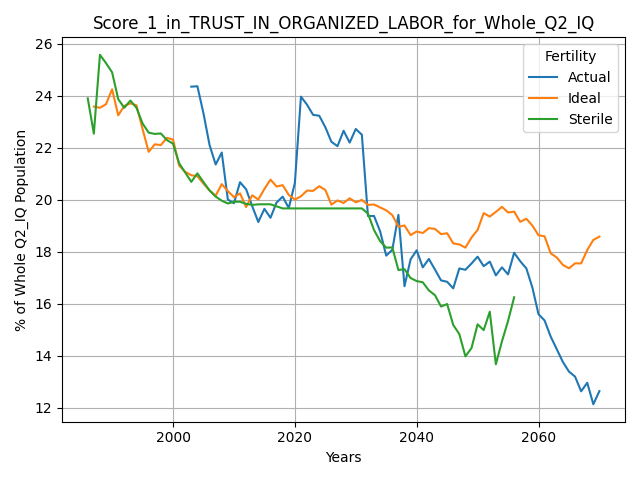 Score_1_in_TRUST_IN_ORGANIZED_LABOR_for_Whole_Q2_IQ
Fertility
Actual
Ideal
Sterile
% of Whole Q2_IQ Population
26
24
22
20
18
16
14
12
2000
2020
2040
2060
Years